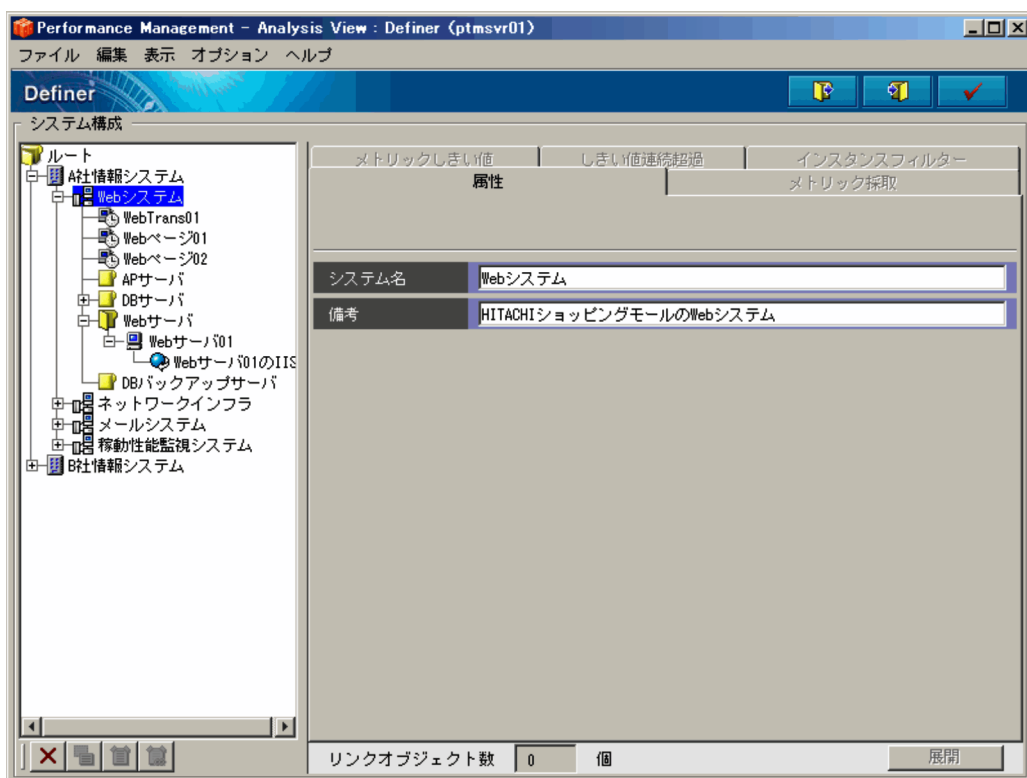 Performance Management - Analysis View : Definer (ptmsvr01)
ファイル 編集 表示 オプション ヘルプ
Definer
システム構成
ルート
A社情報システム
Webシステム
WebTrans01
Webページ01
Webページ02
APサーバ
DBサーバ
Webサーバ
Webサーバ01
Webサーバ01のIIS
DBバックアップサーバ
ネットワークインフラ
メールシステム
稼動性能監視システム
B社情報システム
メトリックしきい値 しきい値連続超過 インスタンスフィルター
属性 メトリック採取
システム名 Webシステム
備考 HITACHIショッピングモールのWebシステム
リンクオブジェクト数 0 個 展開